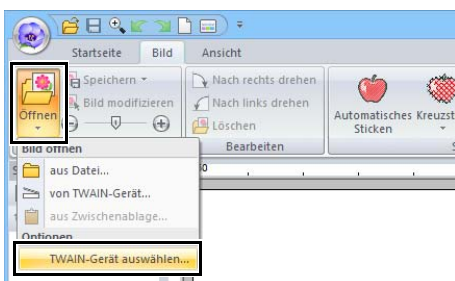 Startseite Bild Ansicht
Öffnen
Speichern
Bild modifizieren
Nach rechts drehen
Nach links drehen
Löschen
Bearbeiten
Automatisches
Sticken
Bild öffnen
aus Datei...
von TWAIN-Gerät...
aus Zwischenablage...
Optionen
TWAIN-Gerät auswählen...